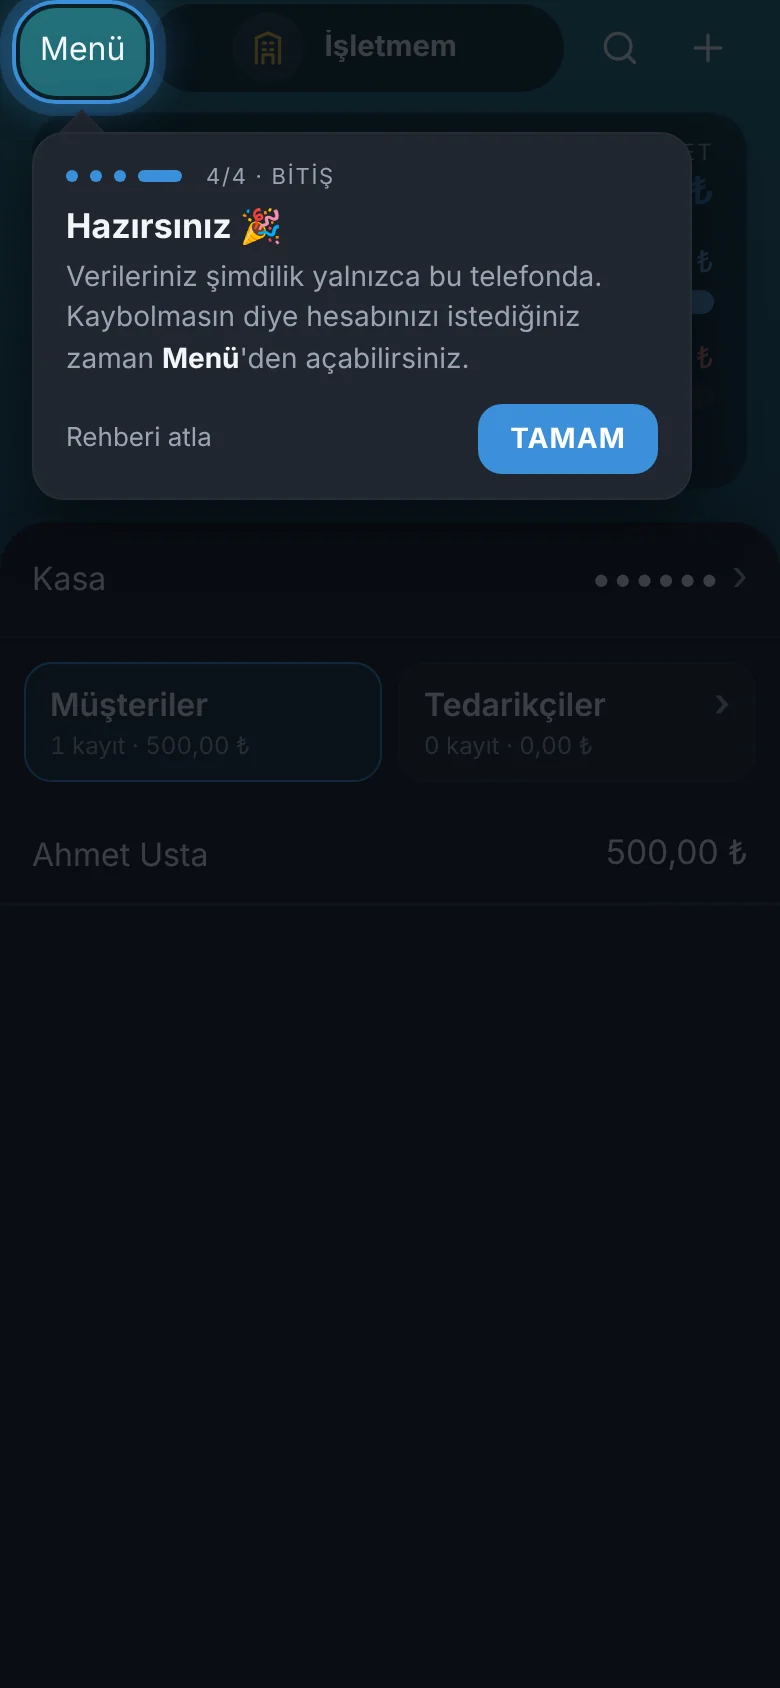 Menü
İşletmem
ET
₺
₺
₺
4/4 · BİTİŞ
Hazırsınız 🎉
Verileriniz şimdilik yalnızca bu telefonda.
Kaybolmasın diye hesabınızı istediğiniz
zaman Menü'den açabilirsiniz.
Rehberi atla
TAMAM
Kasa
••••••
Müşteriler
1 kayıt · 500,00 ₺
Tedarikçiler
0 kayıt · 0,00 ₺
Ahmet Usta
500,00 ₺